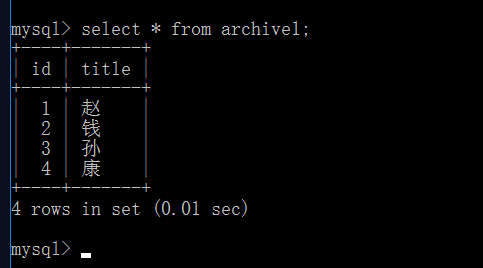 mysql> select * from archivel;
+----+-------+
| id | title |
+----+-------+
| 1 | 赵 |
| 2 | 钱 |
| 3 | 孙 |
| 4 | 康 |
+----+-------+
4 rows in set (0.01 sec)
mysql>